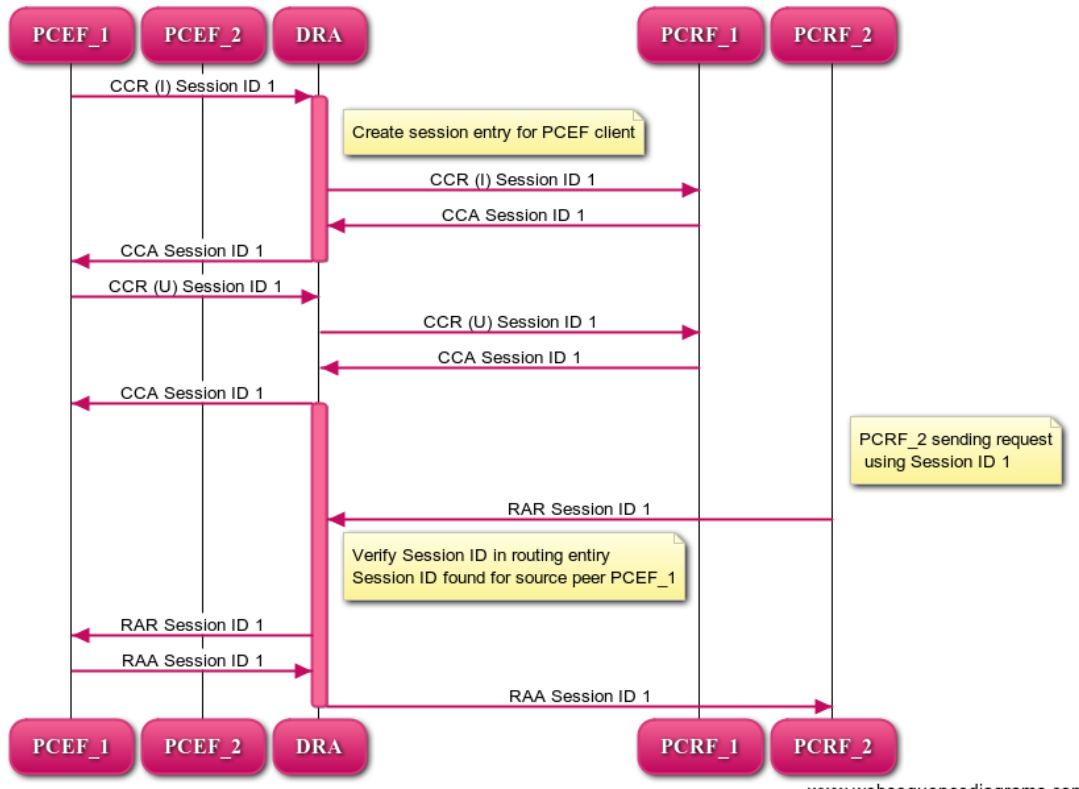 PCEF_1 PCEF_2 DRA PCRF_1 PCRF_2
CCR (I) Session ID 1
Create session entry for PCEF client
CCR (I) Session ID 1
CCA Session ID 1
CCA Session ID 1
CCR (U) Session ID 1
CCR (U) Session ID 1
CCA Session ID 1
CCA Session ID 1
PCRF_2 sending request
using Session ID 1
RAR Session ID 1
Verify Session ID in routing entiry
Session ID found for source peer PCEF_1
RAR Session ID 1
RAA Session ID 1
RAA Session ID 1
PCEF_1 PCEF_2 DRA PCRF_1 PCRF_2